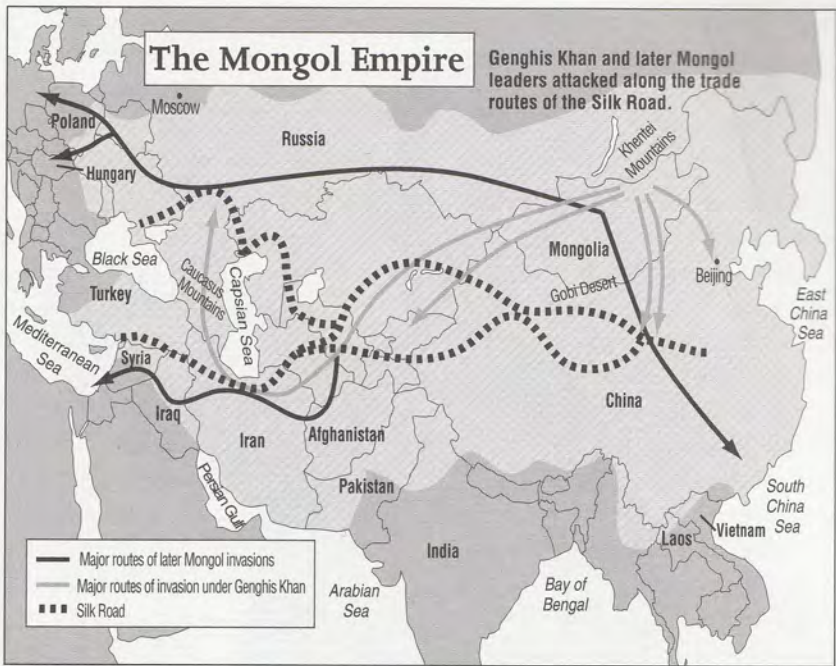 The Mongol Empire
Genghis Khan and later Mongol
leaders attacked along the trade
routes of the Silk Road.
Moscow
Poland
Russia
Khentei
Mountains
Hungary
Mongolia
Black Sea
Caucasus
Mountains
Capsian Sea
Gobi Desert
Beijing
Turkey
East
China
Sea
Mediterranean
Sea
Syria
China
Iraq
Iran
Afghanistan
Persian Gulf
Pakistan
South
China
Sea
India
Laos
Vietnam
Major routes of later Mongol invasions
Major routes of invasion under Genghis Khan
Silk Road
Arabian
Sea
Bay of
Bengal